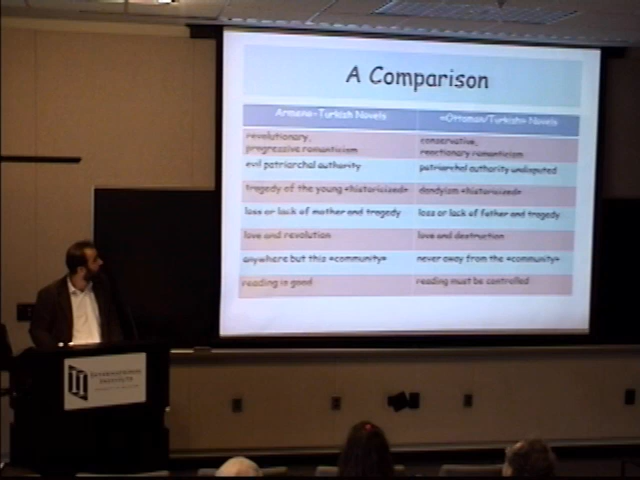 A Comparison
Armeno-Turkish Novels
«Ottoman/Turkish» Novels
revolutionary,
progressive romanticism
conservative,
reactionary romanticism
evil patriarchal authority
patriarchal authority undisputed
tragedy of the young «historicized»
dandyism «historicized»
loss or lack of mother and tragedy
loss or lack of father and tragedy
love and revolution
love and destruction
anywhere but this «community»
never away from the «community»
reading is good
reading must be controlled
INTERNATIONAL
INSTITUTE